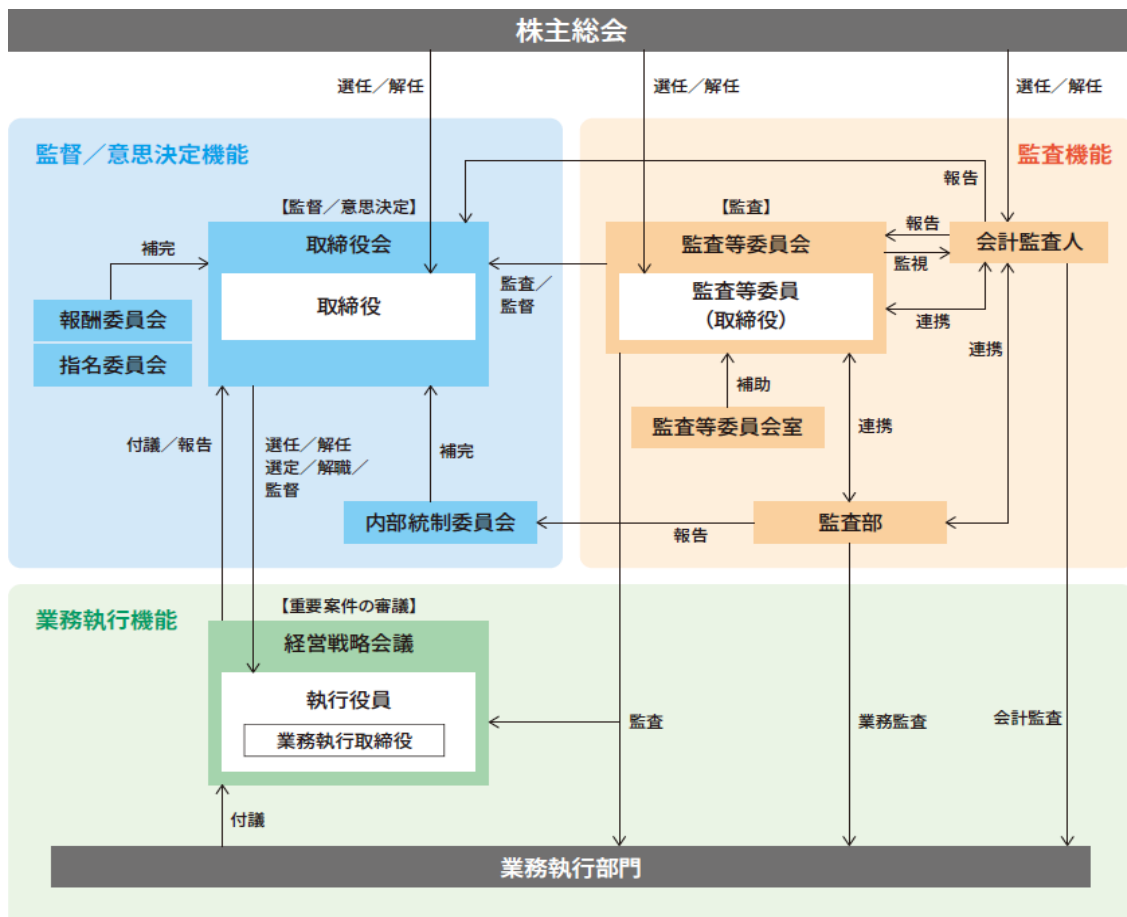 株主総会
選任／解任
選任／解任
選任／解任
監督／意思決定機能
監査機能
報告
【監督／意思決定】
【監査】
取締役会
監査等委員会
報告
会計監査人
補完
監視
取締役
監査／
監督
監査等委員
（取締役）
報酬委員会
連携
連携
指名委員会
補助
付議／報告
選任／解任
選定／解職／
監督
補完
監査等委員会室
連携
内部統制委員会
報告
監査部
業務執行機能
【重要案件の審議】
経営戦略会議
執行役員
業務執行取締役
監査
業務監査
会計監査
付議
業務執行部門